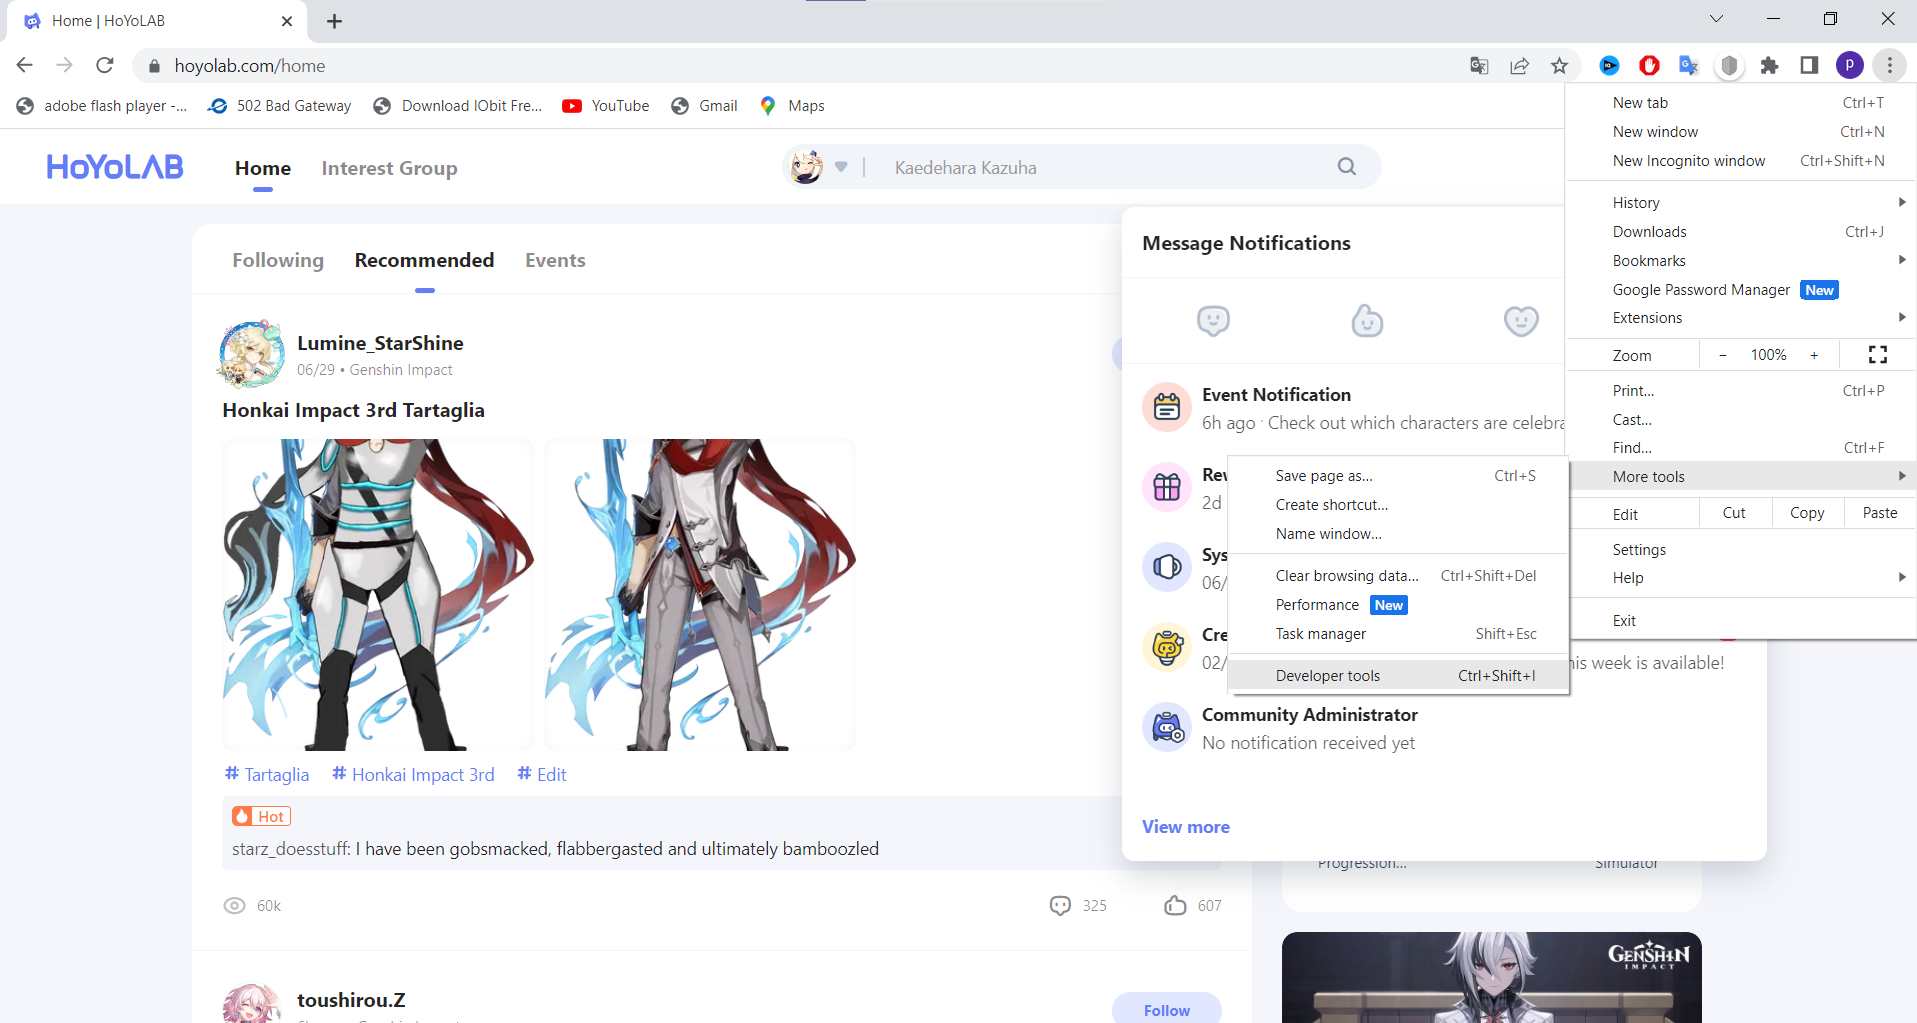 Home | HoYoLAB
hoyolab.com/home
adobe flash player -...
502 Bad Gateway
Download IObit Fre...
YouTube
Gmail
Maps
HoYoLAB
Home
Interest Group
Kaedehara Kazuha
Following
Recommended
Events
Lumine_StarShine
06/29 • Genshin Impact
Honkai Impact 3rd Tartaglia
# Tartaglia
# Honkai Impact 3rd
# Edit
Hot
starz_doesstuff: I have been gobsmacked, flabbergasted and ultimately bamboozled
60k
325
607
toushirou.Z
Follow
Message Notifications
Event Notification
6h ago · Check out which characters are celebra
Rev
2d
Sys
06/
Cre
02/
his week is available!
Community Administrator
No notification received yet
View more
Progression...
Simulator
GENSHIN
IMPACT
Save page as... Ctrl+S
Create shortcut...
Name window...
Clear browsing data... Ctrl+Shift+Del
Performance New
Task manager Shift+Esc
Developer tools Ctrl+Shift+I
P
New tab Ctrl+T
New window Ctrl+N
New Incognito window Ctrl+Shift+N
History
Downloads Ctrl+J
Bookmarks
Google Password Manager New
Extensions
Zoom – 100% +
Print... Ctrl+P
Cast...
Find... Ctrl+F
More tools
Edit Cut Copy Paste
Settings
Help
Exit